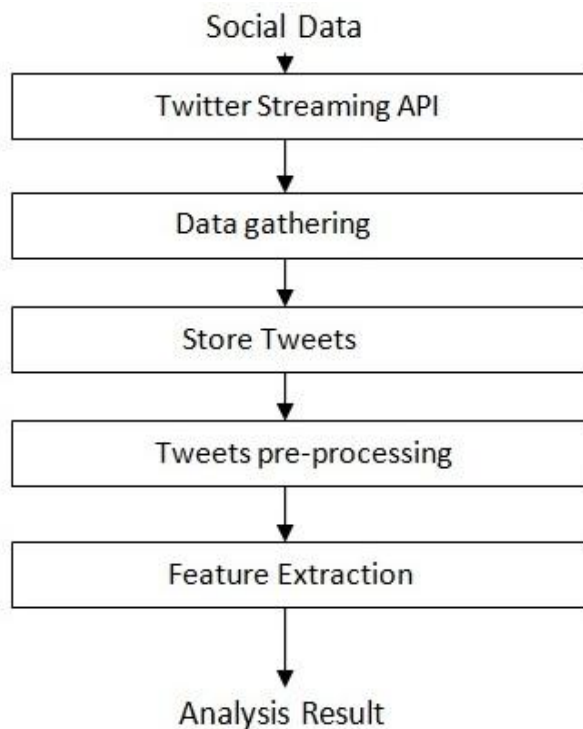 Social Data
Twitter Streaming API
Data gathering
Store Tweets
Tweets pre-processing
Feature Extraction
Analysis Result